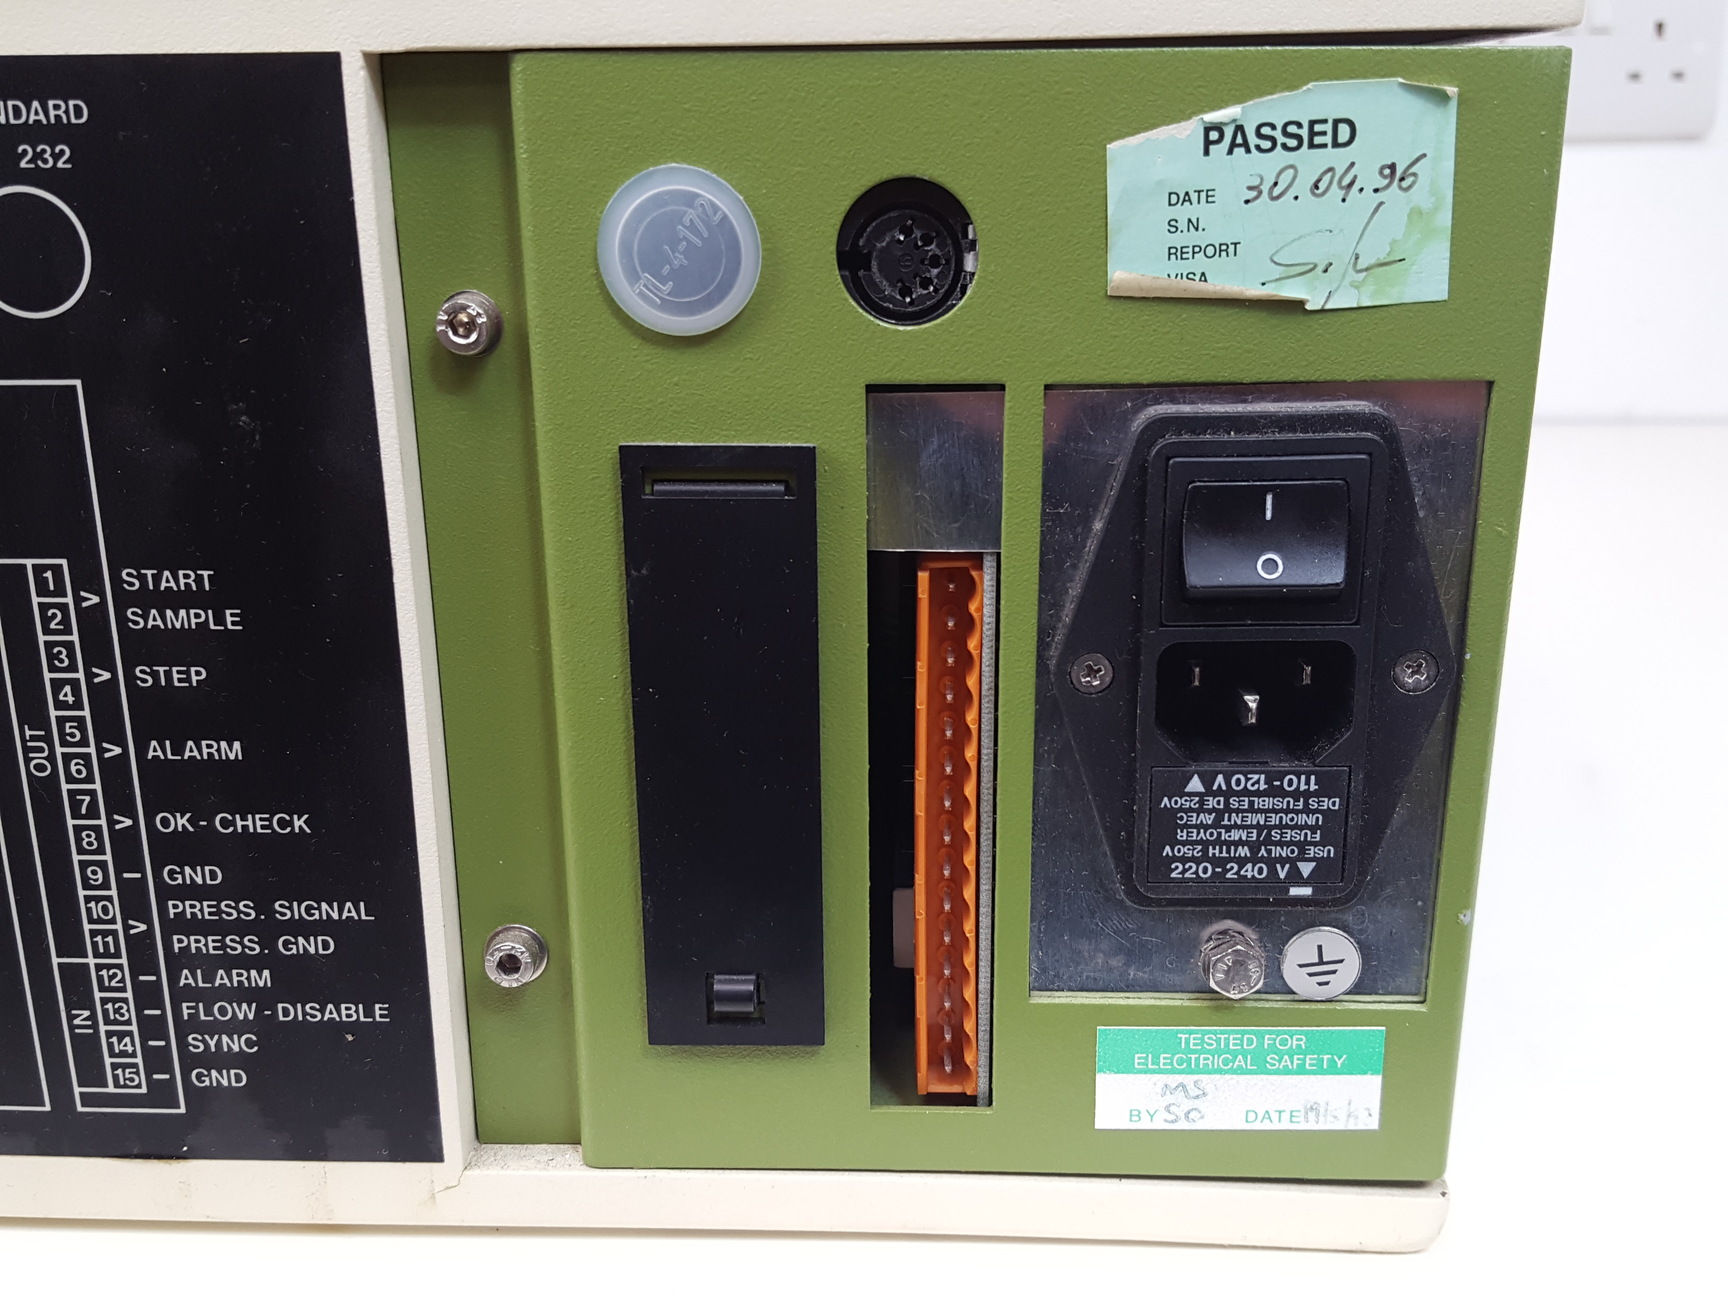 NDARD
232
1
2
3
4
5
6
7
8
9
10
11
12
13
14
15
OUT
IN
> START
SAMPLE
> STEP
> ALARM
> OK-CHECK
– GND
PRESS. SIGNAL
> PRESS. GND
– ALARM
– FLOW-DISABLE
– SYNC
– GND
TL-4-172
PASSED
DATE 30.04.96
S.N.
REPORT
VISA
I
O
110-120V
DES FUSIBLES DE 250V
UNIQUEMENT AVEC
FUSES/EMPLOYER
USE ONLY WITH 250V
220-240 V
TESTED FOR
ELECTRICAL SAFETY
MS
BY SO DATE